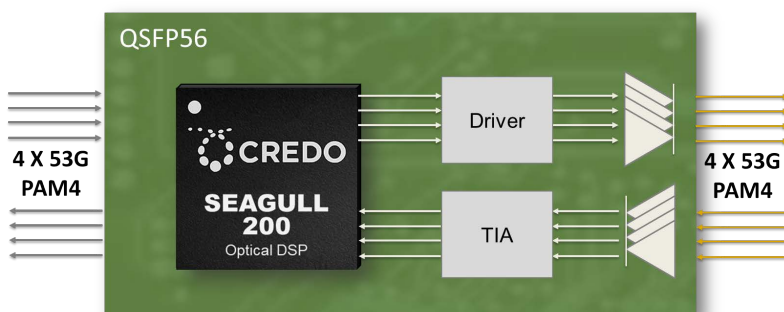 QSFP56
4 X 53G
PAM4
CREDO
SEAGULL
200
Optical DSP
Driver
TIA
4 X 53G
PAM4